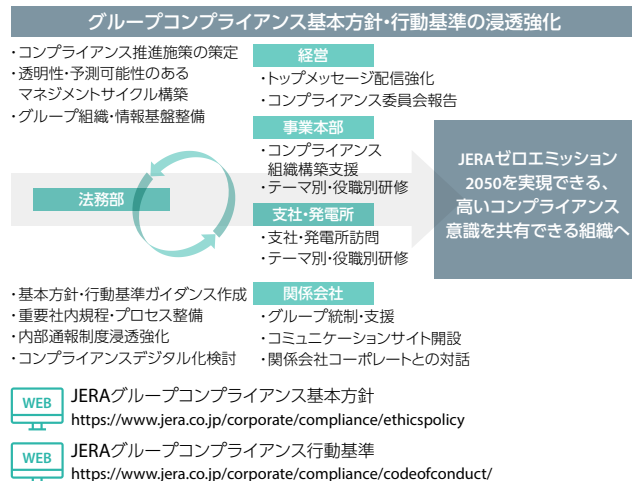 グループコンプライアンス基本方針・行動基準の浸透強化
・コンプライアンス推進施策の策定
・透明性・予測可能性のある
マネジメントサイクル構築
・グループ組織・情報基盤整備
法務部
・基本方針・行動基準ガイダンス作成
・重要社内規程・プロセス整備
・内部通報制度浸透強化
・コンプライアンスデジタル化検討
経営
・トップメッセージ配信強化
・コンプライアンス委員会報告
事業本部
・コンプライアンス
組織構築支援
・テーマ別・役職別研修
支社・発電所
・支社・発電所訪問
・テーマ別・役職別研修
関係会社
・グループ統制・支援
・コミュニケーションサイト開設
・関係会社コーポレートとの対話
JERAゼロエミッション
2050を実現できる、
高いコンプライアンス
意識を共有できる組織へ
WEB
JERAグループコンプライアンス基本方針
https://www.jera.co.jp/corporate/compliance/ethicspolicy
WEB
JERAグループコンプライアンス行動基準
https://www.jera.co.jp/corporate/compliance/codeofconduct/